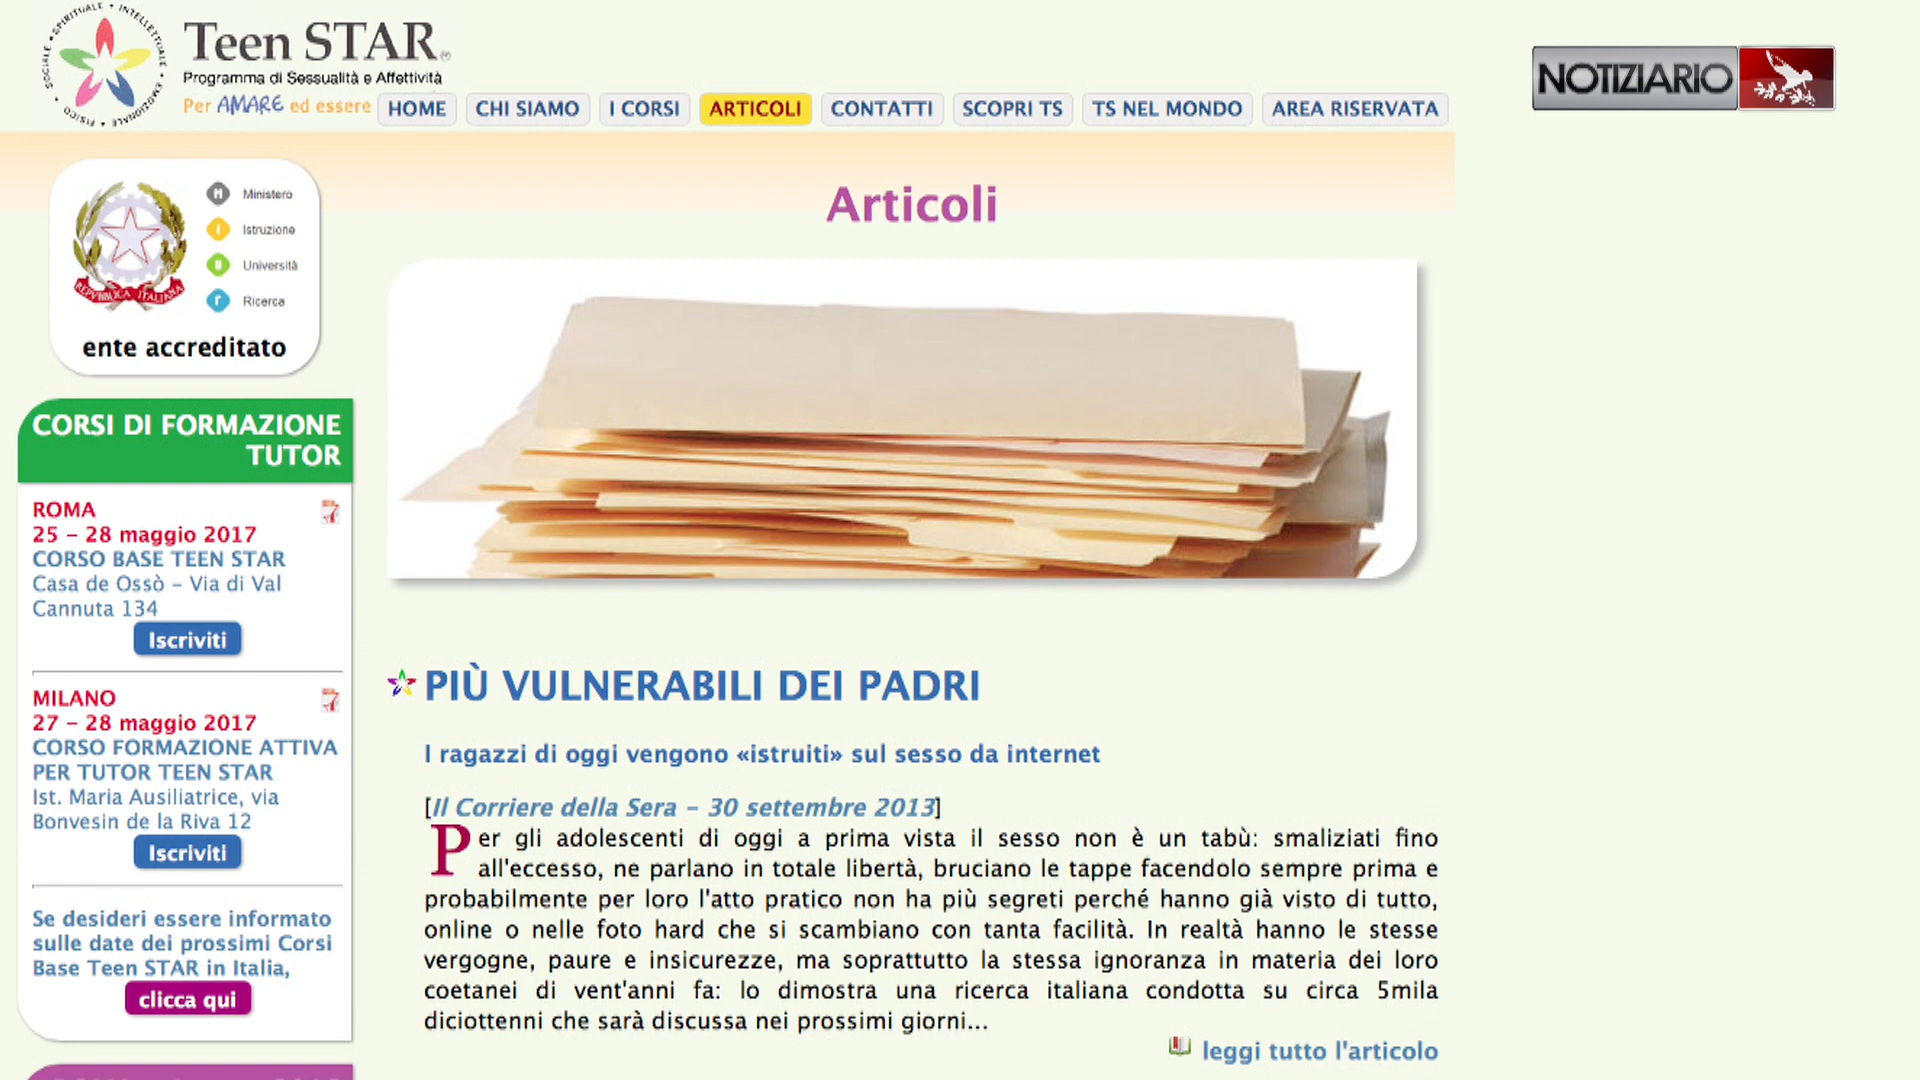 SPIRITUALE • INTELLETTUALE • EMOZIONALE • FISICO • SOCIALE
Teen STAR®
Programma di Sessualità e Affettività
Per AMARE ed essere
HOME
CHI SIAMO
I CORSI
ARTICOLI
CONTATTI
SCOPRI TS
TS NEL MONDO
AREA RISERVATA
NOTIZIARIO
M Ministero
i Istruzione
u Università
r Ricerca
REPVBBLICA ITALIANA
ente accreditato
CORSI DI FORMAZIONE
TUTOR
ROMA
25 – 28 maggio 2017
CORSO BASE TEEN STAR
Casa de Ossò – Via di Val
Cannuta 134
Iscriviti
MILANO
27 – 28 maggio 2017
CORSO FORMAZIONE ATTIVA
PER TUTOR TEEN STAR
Ist. Maria Ausiliatrice, via
Bonvesin de la Riva 12
Iscriviti
Se desideri essere informato
sulle date dei prossimi Corsi
Base Teen STAR in Italia,
clicca qui
Articoli
PIÙ VULNERABILI DEI PADRI
I ragazzi di oggi vengono «istruiti» sul sesso da internet
[Il Corriere della Sera – 30 settembre 2013]
Per gli adolescenti di oggi a prima vista il sesso non è un tabù: smaliziati fino
all'eccesso, ne parlano in totale libertà, bruciano le tappe facendolo sempre prima e
probabilmente per loro l'atto pratico non ha più segreti perché hanno già visto di tutto,
online o nelle foto hard che si scambiano con tanta facilità. In realtà hanno le stesse
vergogne, paure e insicurezze, ma soprattutto la stessa ignoranza in materia dei loro
coetanei di vent'anni fa: lo dimostra una ricerca italiana condotta su circa 5mila
diciottenni che sarà discussa nei prossimi giorni...
leggi tutto l'articolo